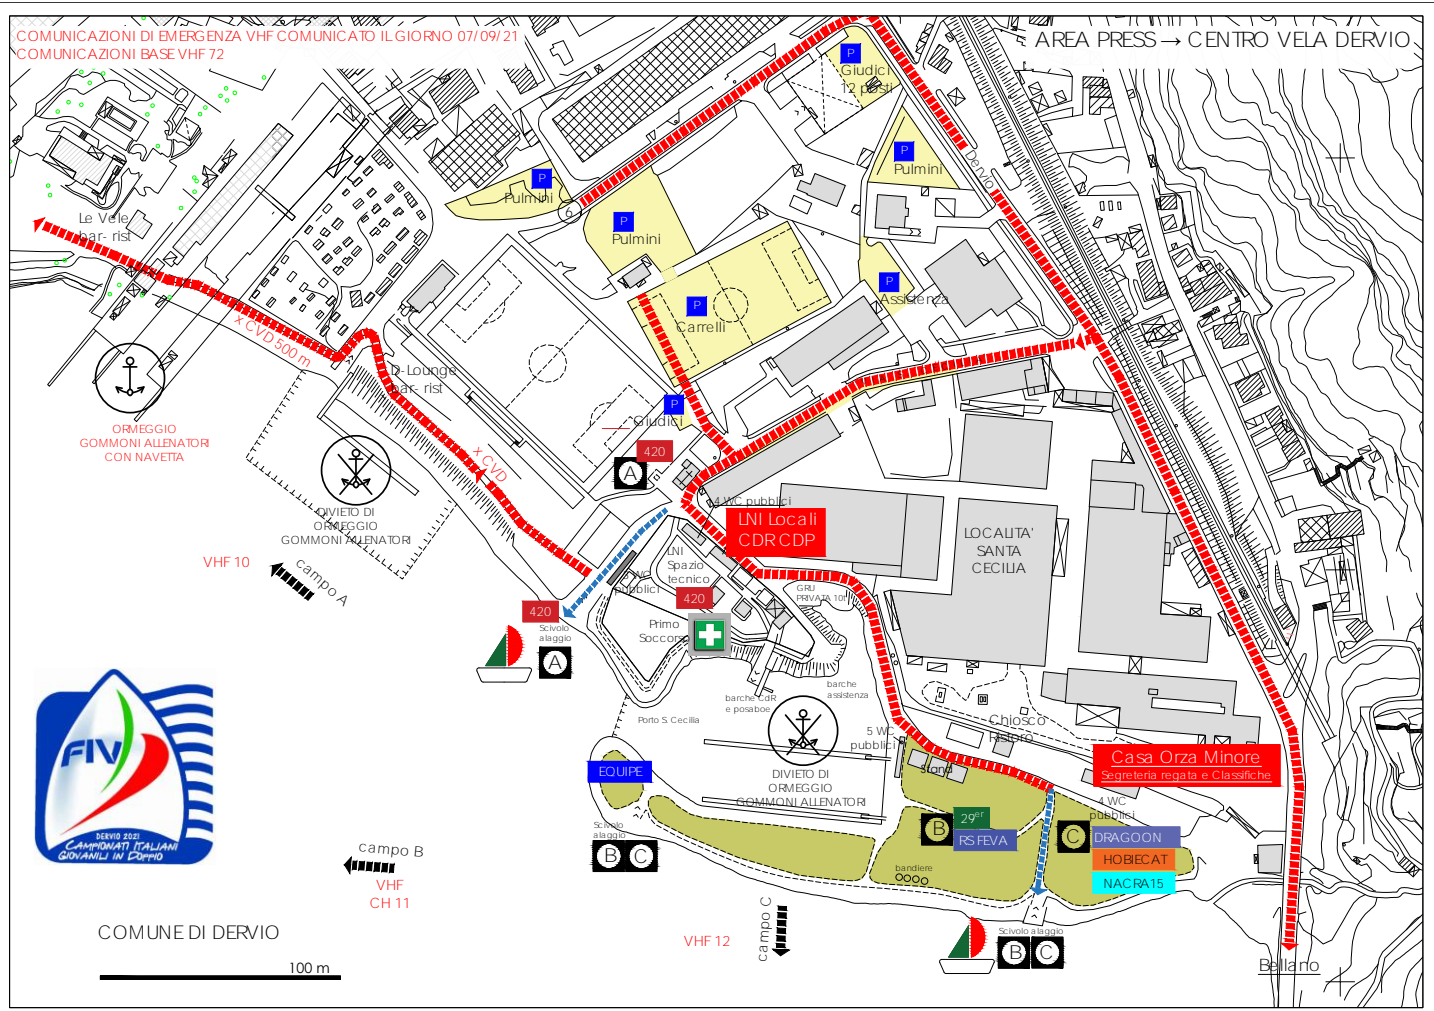 COMUNICAZIONI DI EMERGENZA VHF COMUNICATO IL GIORNO 07/09/21
COMUNICAZIONI BASE VHF 72
AREA PRESS → CENTRO VELA DERVIO
P
Giudici
12 posti
P
Pulmini
P
Pulmini
6
P
Pulmini
Dervio
Le Vele
bar- rist
P
Assistenza
P
Carrelli
x CVD 500 m
D-Lounge
bar- rist
P
Giudici
ORMEGGIO
GOMMONI ALLENATORI
CON NAVETTA
420
A
x CVD
4 WC pubblici
LNI Locali
CDR CDP
DIVIETO DI
ORMEGGIO
GOMMONI ALLENATORI
LOCALITA'
SANTA
CECILIA
VHF 10
campo A
LNI
Spazio
tecnico
3 WC
pubblici
GRU
PRIVATA 10t
420
420
Scivolo
alaggio
A
Primo
Soccorso
barche CdR
e posaboe
barche
assistenza
Porto S. Cecilia
5 WC
pubblici
Chiosco
Ristoro
Casa Orza Minore
Segreteria regata e Classifiche
EQUIPE
DIVIETO DI
ORMEGGIO
GOMMONI ALLENATORI
Stand
4 WC
pubblici
Scivolo
alaggio
B C
B
29er
RS FEVA
C
DRAGOON
HOBIECAT
NACRA15
bandiere
FIV
DERVIO 2021
CAMPIONATI ITALIANI
GIOVANILI IN DOPPIO
campo B
VHF
CH 11
campo C
VHF 12
Scivolo alaggio
B C
COMUNE DI DERVIO
100 m
Bellano